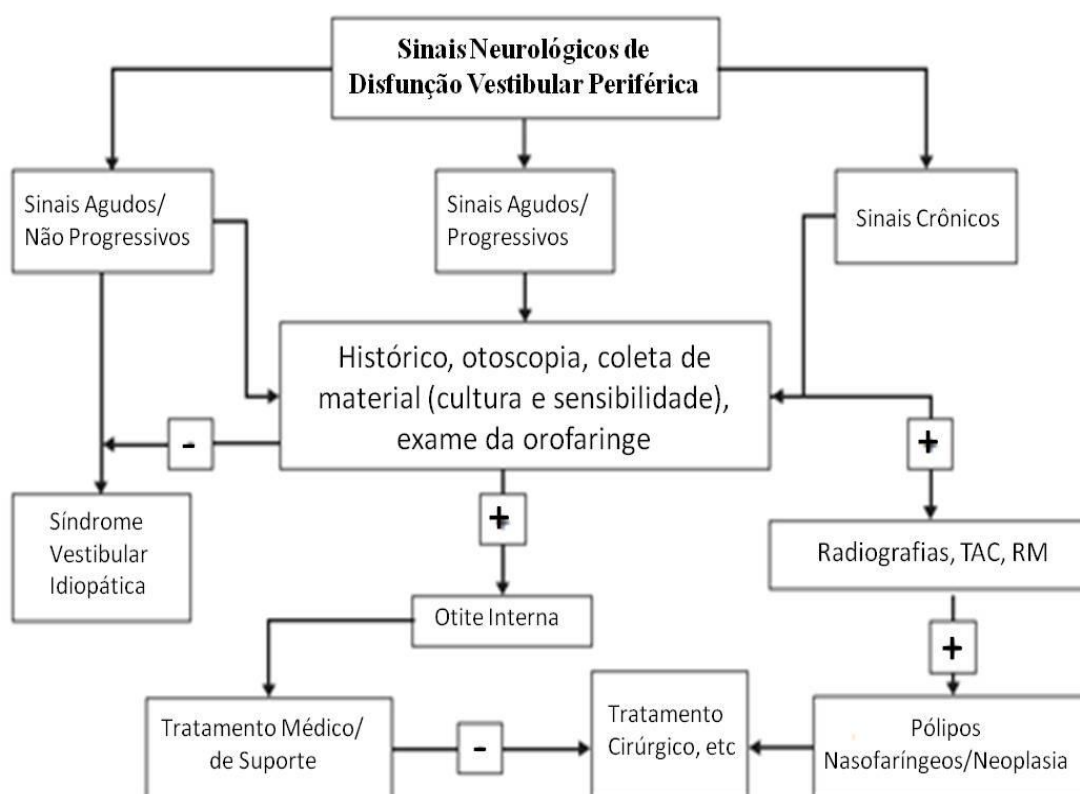 Sinais Neurológicos de
Disfunção Vestibular Periférica
Sinais Agudos/
Não Progressivos
Sinais Agudos/
Progressivos
Sinais Crônicos
Histórico, otoscopia, coleta de
material (cultura e sensibilidade),
exame da orofaringe
-
+
+
Síndrome
Vestibular
Idiopática
Radiografias, TAC, RM
Otite Interna
+
Tratamento Médico/
de Suporte
-
Tratamento
Cirúrgico, etc
Pólipos
Nasofaríngeos/Neoplasia